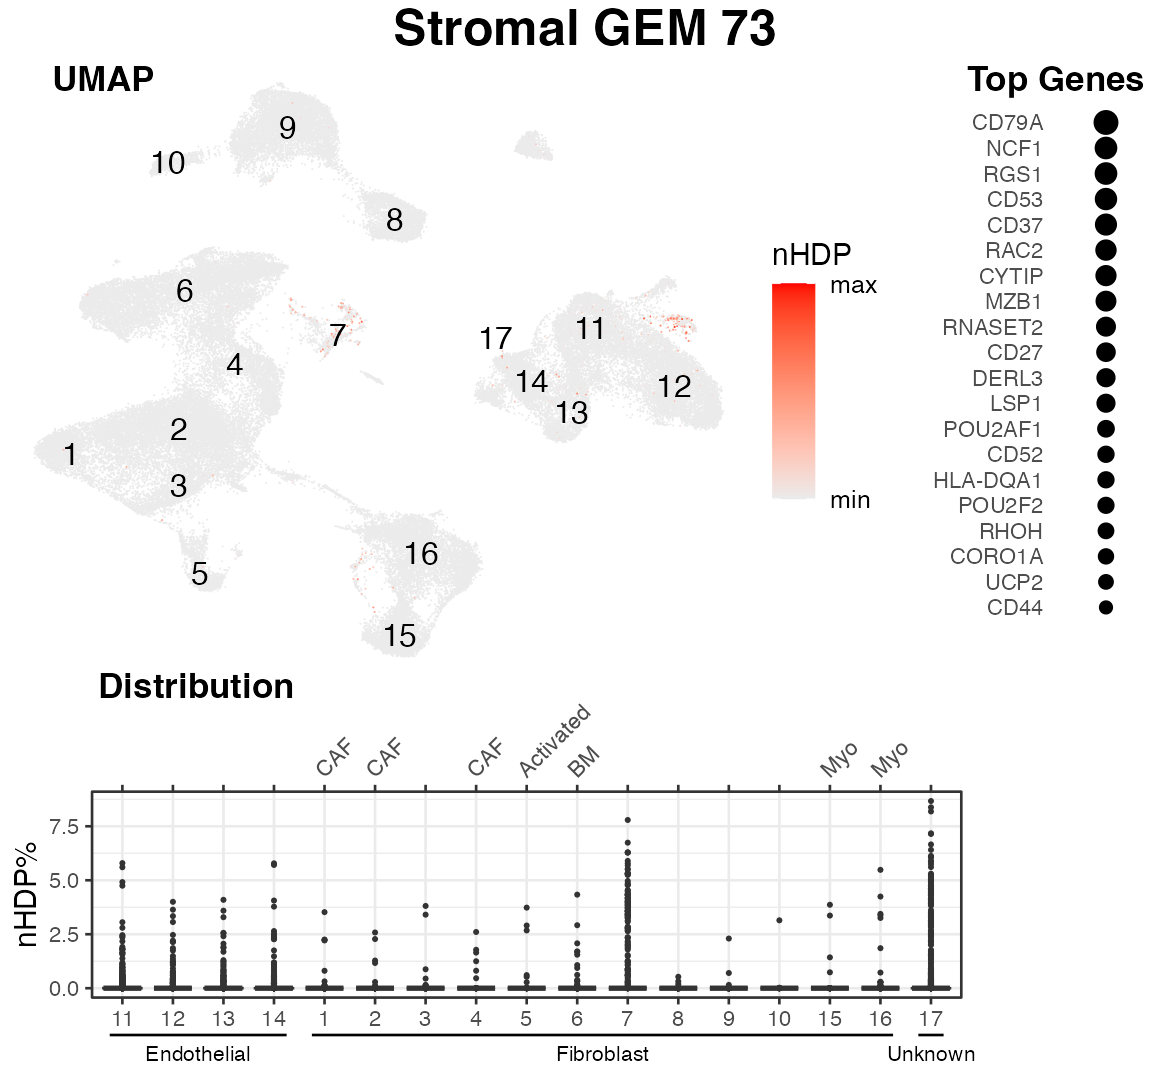 Stromal GEM 73
UMAP
Top Genes
9
10
8
6
7
4
2
1
3
5
16
15
17
11
14
12
13
nHDP
max
min
CD79A
NCF1
RGS1
CD53
CD37
RAC2
CYTIP
MZB1
RNASET2
CD27
DERL3
LSP1
POU2AF1
CD52
HLA-DQA1
POU2F2
RHOH
CORO1A
UCP2
CD44
Distribution
CAF CAF CAF Activated BM Myo Myo
nHDP%
7.5
5.0
2.5
0.0
11 12 13 14 1 2 3 4 5 6 7 8 9 10 15 16 17
Endothelial Fibroblast Unknown